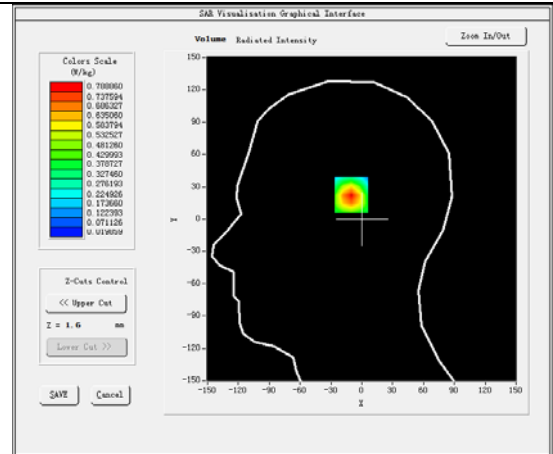 SAR Visualisation Graphical Interface
Volume Radiated Intensity
Zoom In/Out
Colors Scale
(W/kg)
0.788860
0.737594
0.686327
0.635060
0.583794
0.532527
0.481260
0.429993
0.378727
0.327460
0.276193
0.224926
0.173660
0.122393
0.071126
0.019859
Z-Cuts Control
<< Upper Cut
Z = 1.6 mm
Lower Cut >>
SAVE Cancel
150
120
90
60
30
0
-30
-60
-90
-120
-150
Y
-150 -120 -90 -60 -30 0 30 60 90 120 150
X